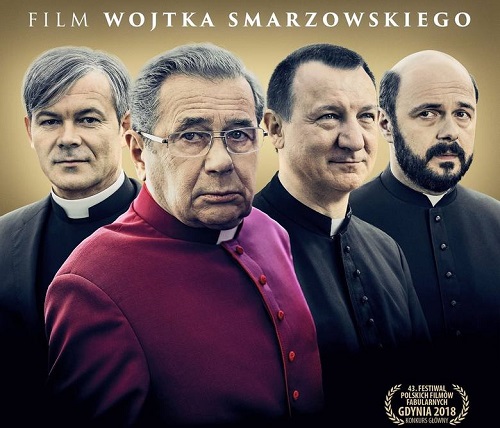 FILM WOJTKA SMARZOWSKIEGO
43. FESTIWAL
POLSKICH FILMÓW
FABULARNYCH
GDYNIA 2018
KONKURS GŁÓWNY